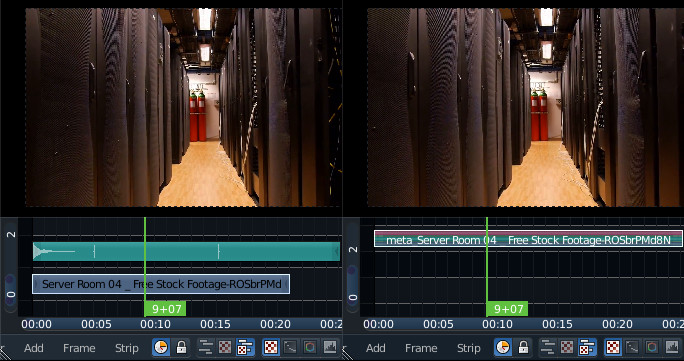 2
0
Server Room 04 _ Free Stock Footage-ROSbrPMd
9+07
00:00 00:05 00:10 00:15 00:20 00:2
Add Frame Strip
2
0
meta_Server Room 04 _ Free Stock Footage-ROSbrPMd8N
9+07
00:00 00:05 00:10 00:15 00:20 00:2
Add Frame Strip